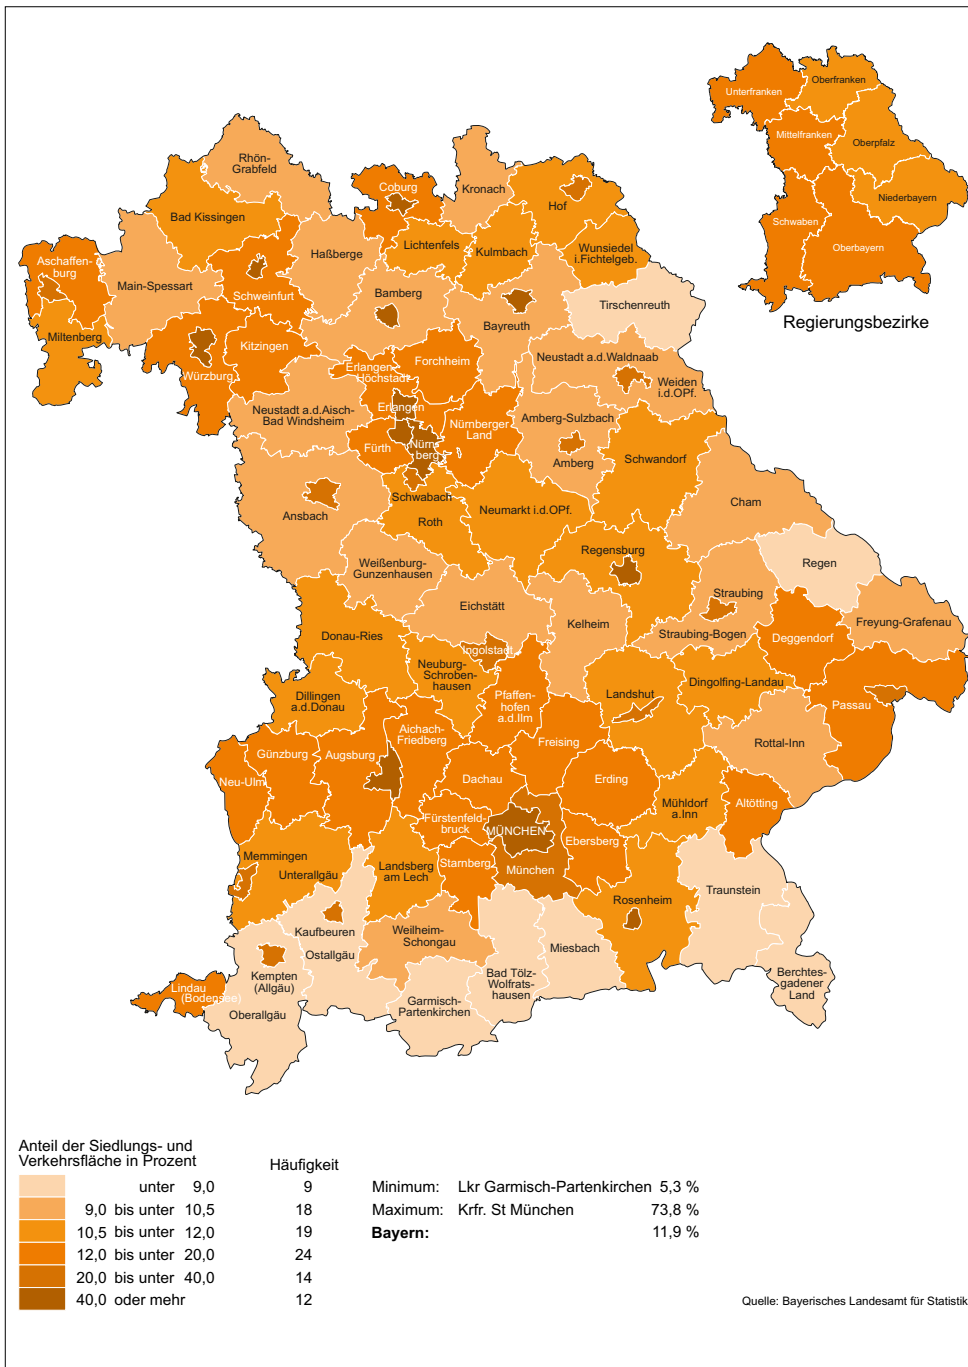 Unterfranken
Oberfranken
Mittelfranken
Oberpfalz
Niederbayern
Schwaben
Oberbayern
Regierungsbezirke
Rhön-
Grabfeld
Coburg
Kronach
Hof
Bad Kissingen
Lichtenfels
Kulmbach
Wunsiedel
i.Fichtelgeb.
Haßberge
Aschaffen-
burg
Main-Spessart
Schweinfurt
Bamberg
Bayreuth
Tirschenreuth
Miltenberg
Würzburg
Kitzingen
Erlangen-
Höchstadt
Forchheim
Neustadt a.d.Waldnaab
Weiden
i.d.OPf.
Neustadt a.d.Aisch-
Bad Windsheim
Erlangen
Fürth
Nürn-
berg
Nürnberger
Land
Amberg-Sulzbach
Amberg
Schwandorf
Ansbach
Schwabach
Roth
Neumarkt i.d.OPf.
Cham
Weißenburg-
Gunzenhausen
Regensburg
Regen
Eichstätt
Kelheim
Straubing
Straubing-Bogen
Deggendorf
Freyung-Grafenau
Donau-Ries
Ingolstadt
Neuburg-
Schroben-
hausen
Pfaffen-
hofen
a.d.Ilm
Landshut
Dingolfing-Landau
Passau
Dillingen
a.d.Donau
Aichach-
Friedberg
Freising
Rottal-Inn
Günzburg
Augsburg
Neu-Ulm
Dachau
Erding
Mühldorf
a.Inn
Altötting
Fürstenfeld-
bruck
MÜNCHEN
Ebersberg
Memmingen
Unterallgäu
Landsberg
am Lech
Starnberg
München
Rosenheim
Traunstein
Kaufbeuren
Ostallgäu
Weilheim-
Schongau
Miesbach
Kempten
(Allgäu)
Bad Tölz-
Wolfrats-
hausen
Berchtes-
gadener
Land
Lindau
(Bodensee)
Oberallgäu
Garmisch-
Partenkirchen
Anteil der Siedlungs- und
Verkehrsfläche in Prozent
Häufigkeit
unter 9,0 9
9,0 bis unter 10,5 18
10,5 bis unter 12,0 19
12,0 bis unter 20,0 24
20,0 bis unter 40,0 14
40,0 oder mehr 12
Minimum: Lkr Garmisch-Partenkirchen 5,3 %
Maximum: Krfr. St München 73,8 %
Bayern: 11,9 %
Quelle: Bayerisches Landesamt für Statistik